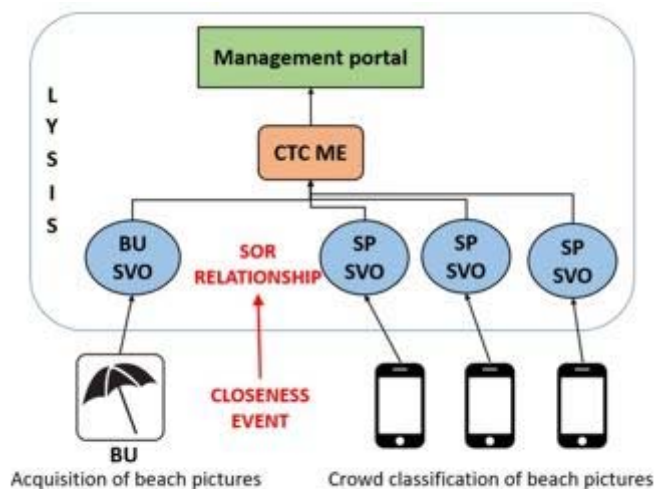 Management portal
LYSIS
CTC ME
BU
SVO
SOR
RELATIONSHIP
SP
SVO
SP
SVO
SP
SVO
CLOSENESS
EVENT
BU
Acquisition of beach pictures
Crowd classification of beach pictures